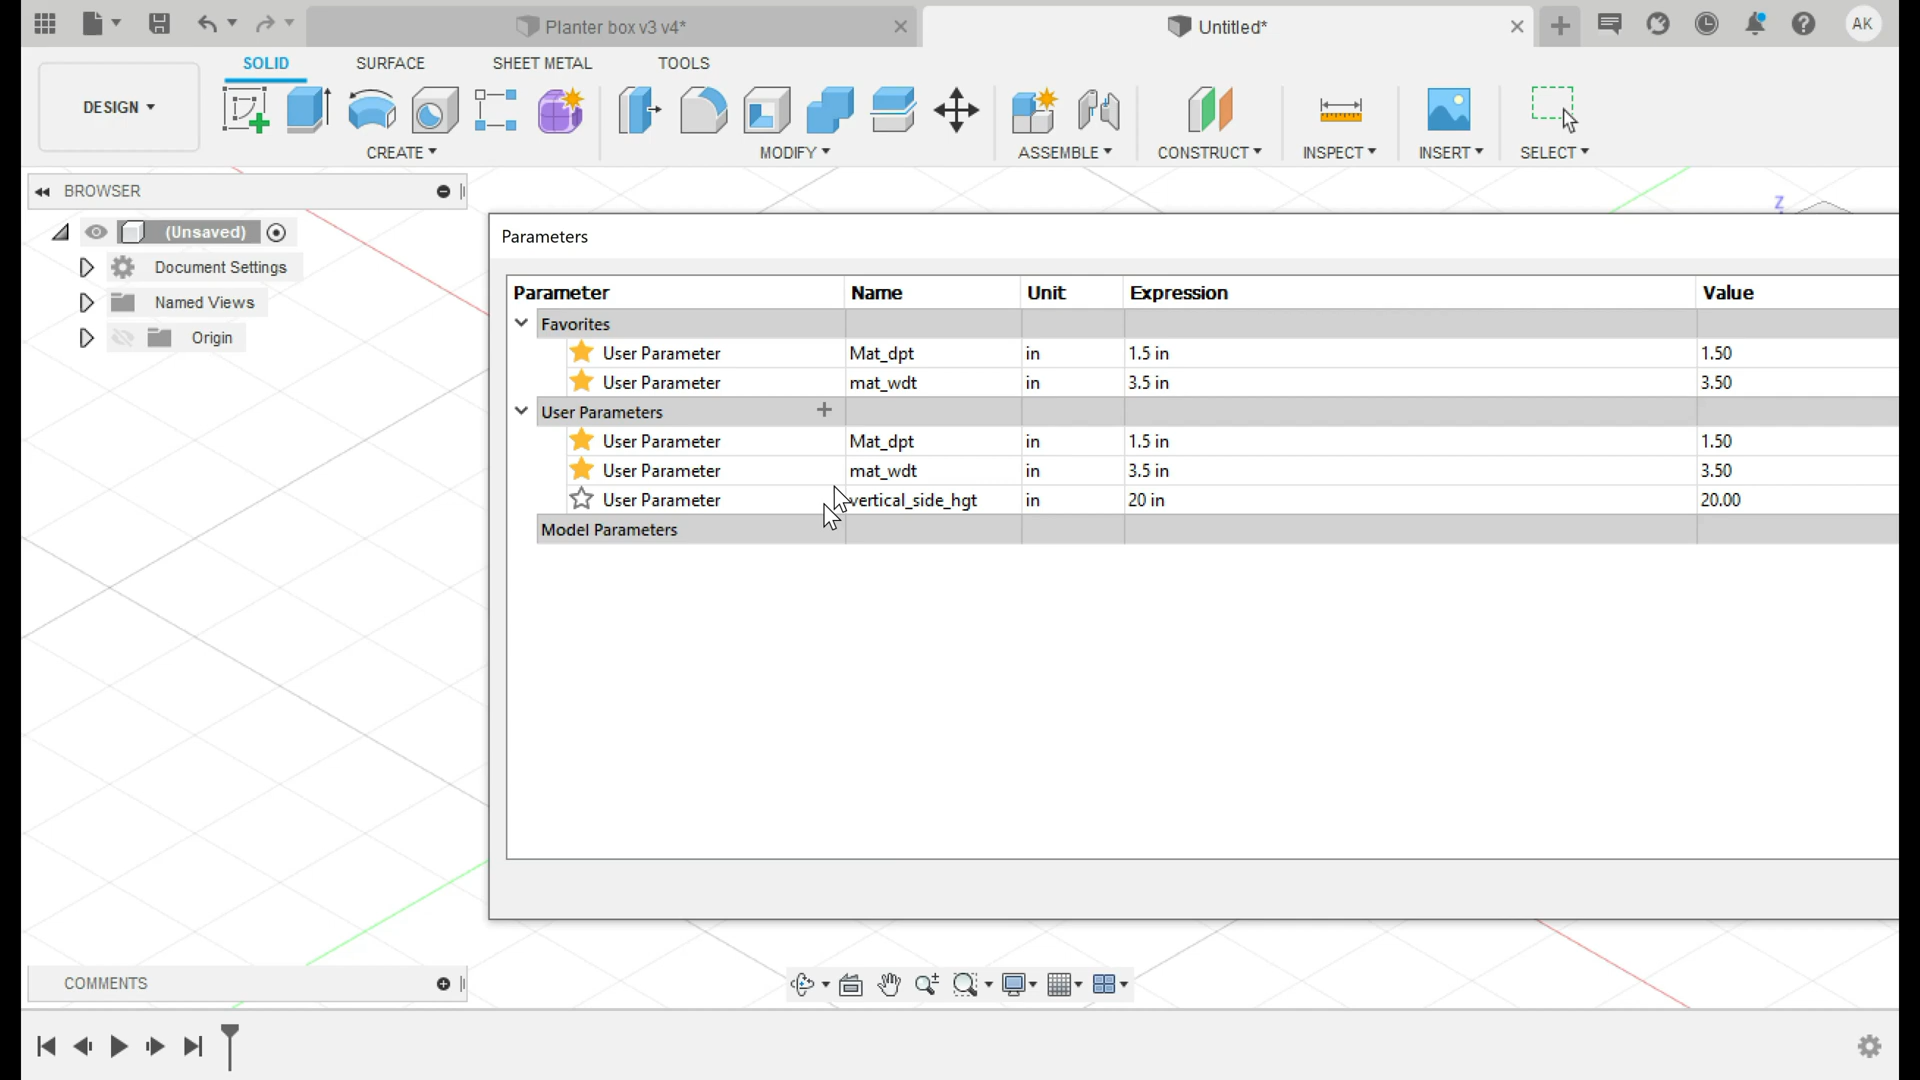 Planter box v3 v4*
Untitled*
AK
DESIGN
SOLID
SURFACE
SHEET METAL
TOOLS
CREATE
MODIFY
ASSEMBLE
CONSTRUCT
INSPECT
INSERT
SELECT
BROWSER
(Unsaved)
Document Settings
Named Views
Origin
Z
Parameters
Parameter Name Unit Expression Value
Favorites
User Parameter Mat_dpt in 1.5 in 1.50
User Parameter mat_wdt in 3.5 in 3.50
User Parameters
User Parameter Mat_dpt in 1.5 in 1.50
User Parameter mat_wdt in 3.5 in 3.50
User Parameter vertical_side_hgt in 20 in 20.00
Model Parameters
COMMENTS